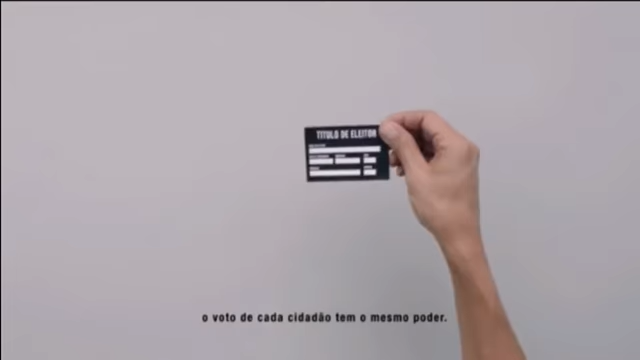 TITULO DE ELEITOR
o voto de cada cidadão tem o mesmo poder.